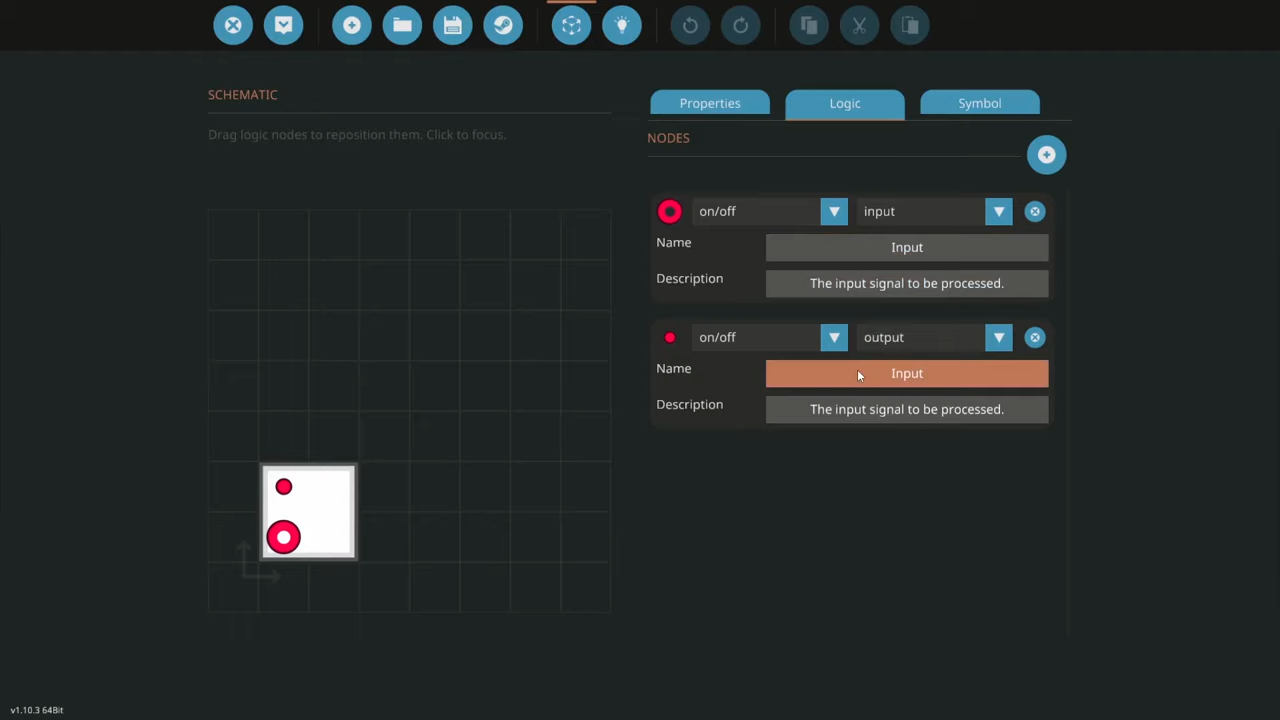 SCHEMATIC
Drag logic nodes to reposition them. Click to focus.
Properties
Logic
Symbol
NODES
on/off
input
Name
Input
Description
The input signal to be processed.
on/off
output
Name
Input
Description
The input signal to be processed.
v1.10.3 64Bit